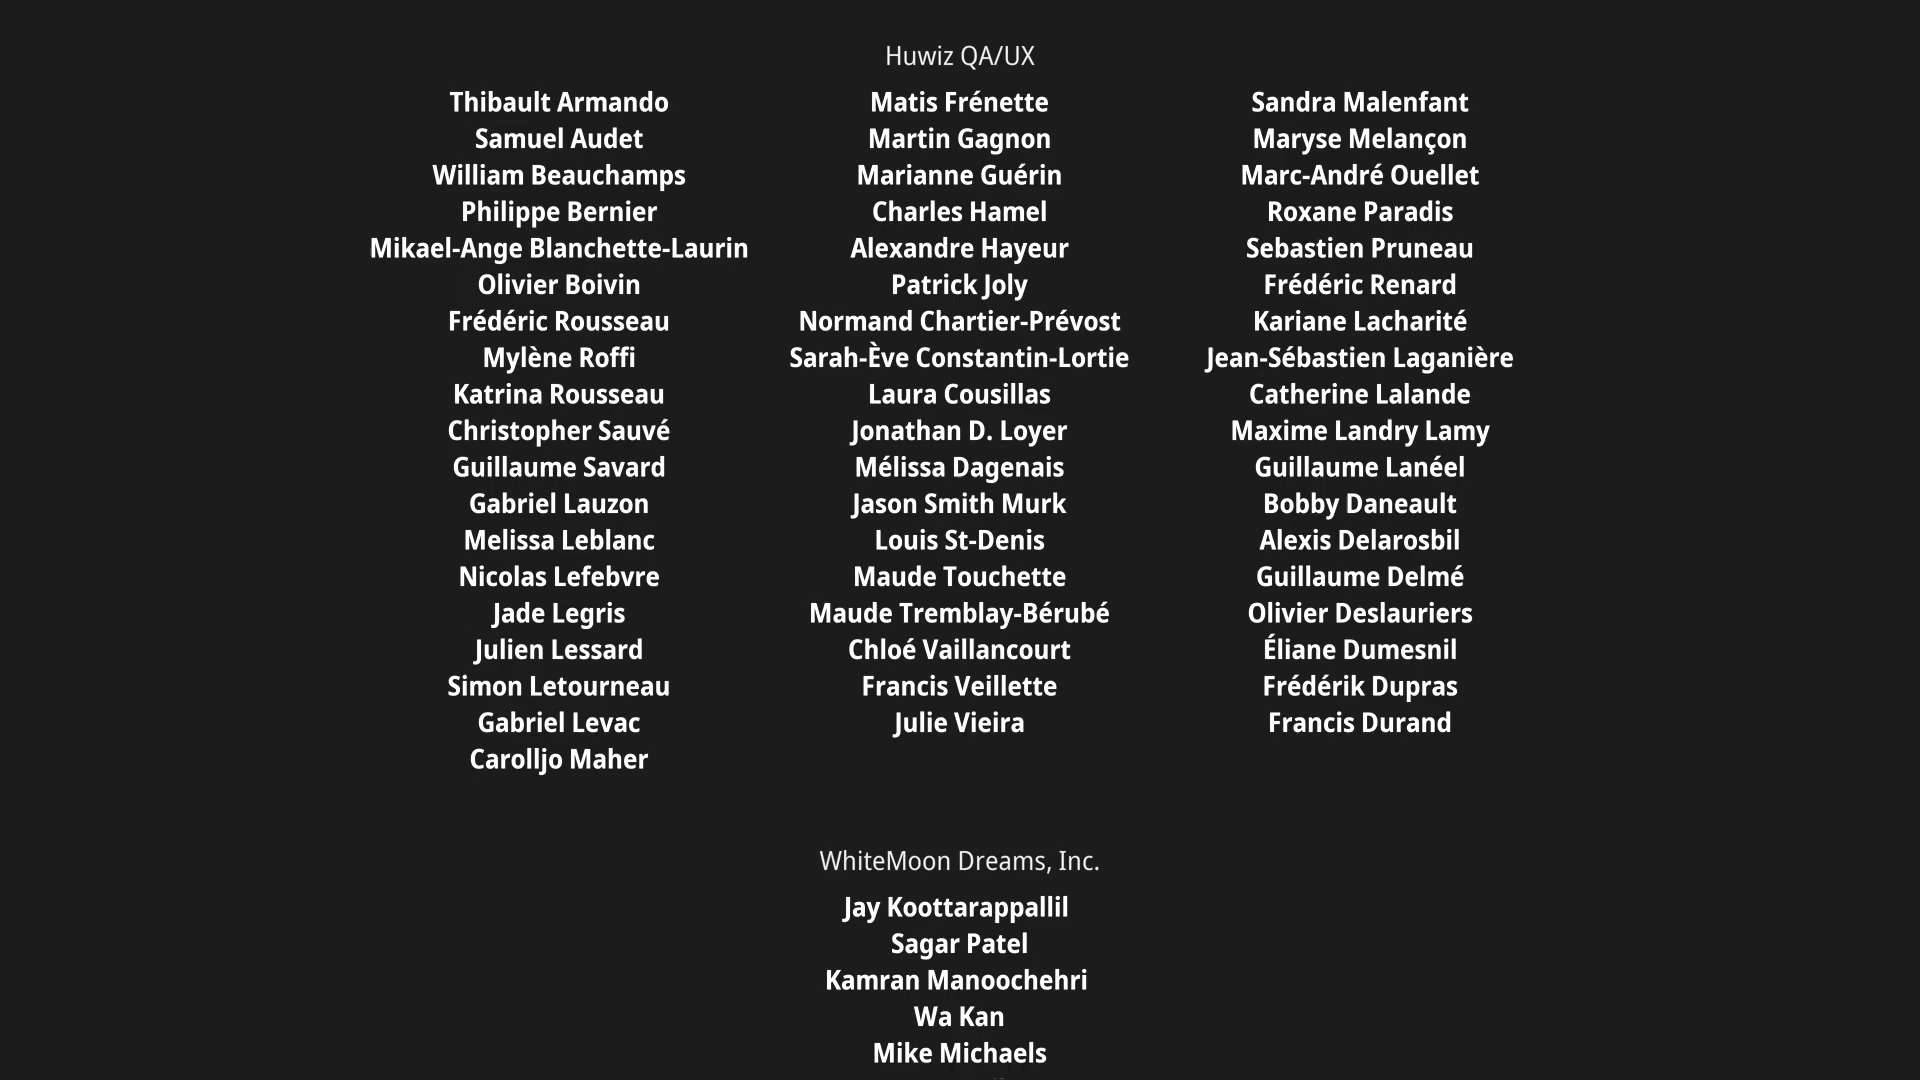 Huwiz QA/UX
Thibault Armando
Samuel Audet
William Beauchamps
Philippe Bernier
Mikael-Ange Blanchette-Laurin
Olivier Boivin
Frédéric Rousseau
Mylène Roffi
Katrina Rousseau
Christopher Sauvé
Guillaume Savard
Gabriel Lauzon
Melissa Leblanc
Nicolas Lefebvre
Jade Legris
Julien Lessard
Simon Letourneau
Gabriel Levac
Carolljo Maher
Matis Frénette
Martin Gagnon
Marianne Guérin
Charles Hamel
Alexandre Hayeur
Patrick Joly
Normand Chartier-Prévost
Sarah-Ève Constantin-Lortie
Laura Cousillas
Jonathan D. Loyer
Mélissa Dagenais
Jason Smith Murk
Louis St-Denis
Maude Touchette
Maude Tremblay-Bérubé
Chloé Vaillancourt
Francis Veillette
Julie Vieira
Sandra Malenfant
Maryse Melançon
Marc-André Ouellet
Roxane Paradis
Sebastien Pruneau
Frédéric Renard
Kariane Lacharité
Jean-Sébastien Laganière
Catherine Lalande
Maxime Landry Lamy
Guillaume Lanéel
Bobby Daneault
Alexis Delarosbil
Guillaume Delmé
Olivier Deslauriers
Éliane Dumesnil
Frédérik Dupras
Francis Durand
WhiteMoon Dreams, Inc.
Jay Koottarappallil
Sagar Patel
Kamran Manoochehri
Wa Kan
Mike Michaels